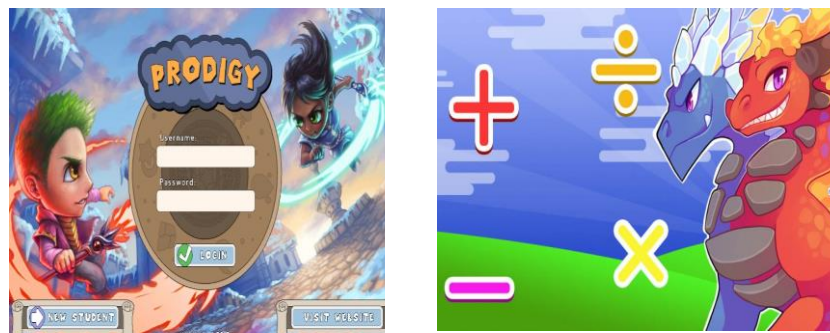 PRODIGY
Username:
Password:
LOGIN
NEW STUDENT
VISIT WEBSITE